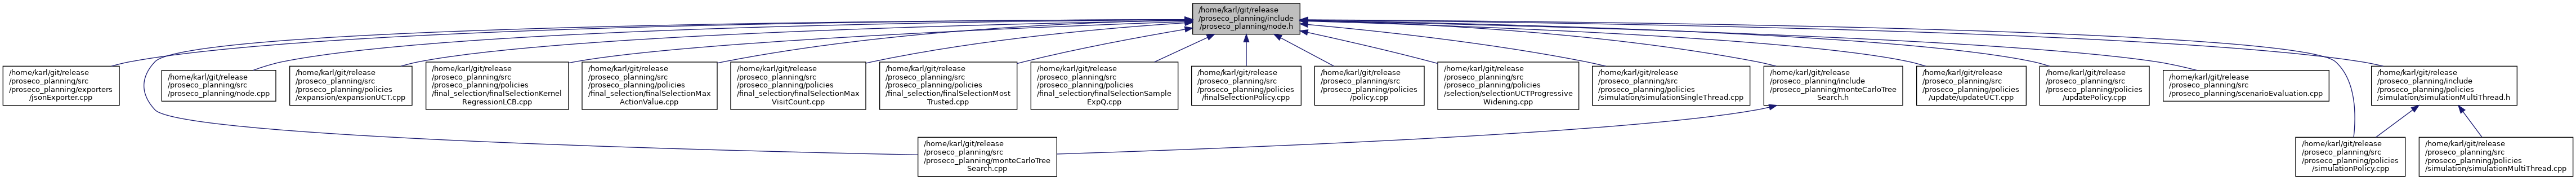 /home/karl/git/release
/proseco_planning/include
/proseco_planning/node.h
/home/karl/git/release
/proseco_planning/src
/proseco_planning/exporters
/jsonExporter.cpp
/home/karl/git/release
/proseco_planning/src
/proseco_planning/node.cpp
/home/karl/git/release
/proseco_planning/src
/proseco_planning/policies
/expansion/expansionUCT.cpp
/home/karl/git/release
/proseco_planning/src
/proseco_planning/policies
/final_selection/finalSelectionKernel
RegressionLCB.cpp
/home/karl/git/release
/proseco_planning/src
/proseco_planning/policies
/final_selection/finalSelectionMax
ActionValue.cpp
/home/karl/git/release
/proseco_planning/src
/proseco_planning/policies
/final_selection/finalSelectionMax
VisitCount.cpp
/home/karl/git/release
/proseco_planning/src
/proseco_planning/policies
/final_selection/finalSelectionMost
Trusted.cpp
/home/karl/git/release
/proseco_planning/src
/proseco_planning/policies
/final_selection/finalSelectionSample
ExpQ.cpp
/home/karl/git/release
/proseco_planning/src
/proseco_planning/policies
/finalSelectionPolicy.cpp
/home/karl/git/release
/proseco_planning/src
/proseco_planning/policies
/policy.cpp
/home/karl/git/release
/proseco_planning/src
/proseco_planning/policies
/selection/selectionUCTProgressive
Widening.cpp
/home/karl/git/release
/proseco_planning/src
/proseco_planning/policies
/simulation/simulationSingleThread.cpp
/home/karl/git/release
/proseco_planning/include
/proseco_planning/monteCarloTree
Search.h
/home/karl/git/release
/proseco_planning/src
/proseco_planning/policies
/update/updateUCT.cpp
/home/karl/git/release
/proseco_planning/src
/proseco_planning/policies
/updatePolicy.cpp
/home/karl/git/release
/proseco_planning/src
/proseco_planning/scenarioEvaluation.cpp
/home/karl/git/release
/proseco_planning/include
/proseco_planning/policies
/simulation/simulationMultiThread.h
/home/karl/git/release
/proseco_planning/src
/proseco_planning/monteCarloTree
Search.cpp
/home/karl/git/release
/proseco_planning/src
/proseco_planning/policies
/simulationPolicy.cpp
/home/karl/git/release
/proseco_planning/src
/proseco_planning/policies
/simulation/simulationMultiThread.cpp